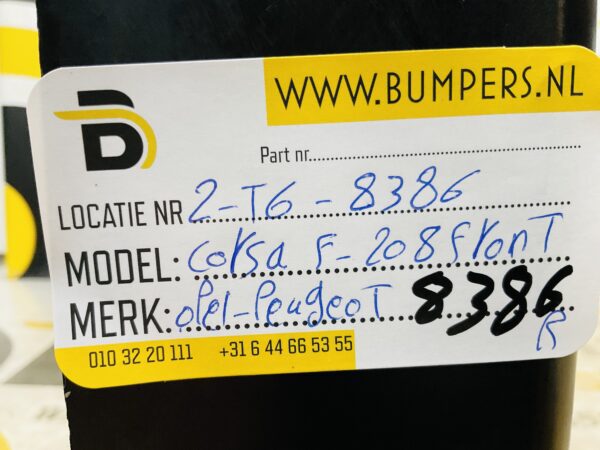 WWW.BUMPERS.NL
B
Part nr.
LOCATIE NR 2-T6-8386
MODEL: Corsa F-208 fronT
MERK: opel-PeugeoT 8386
R
010 32 20 111 +31 6 44 66 53 55